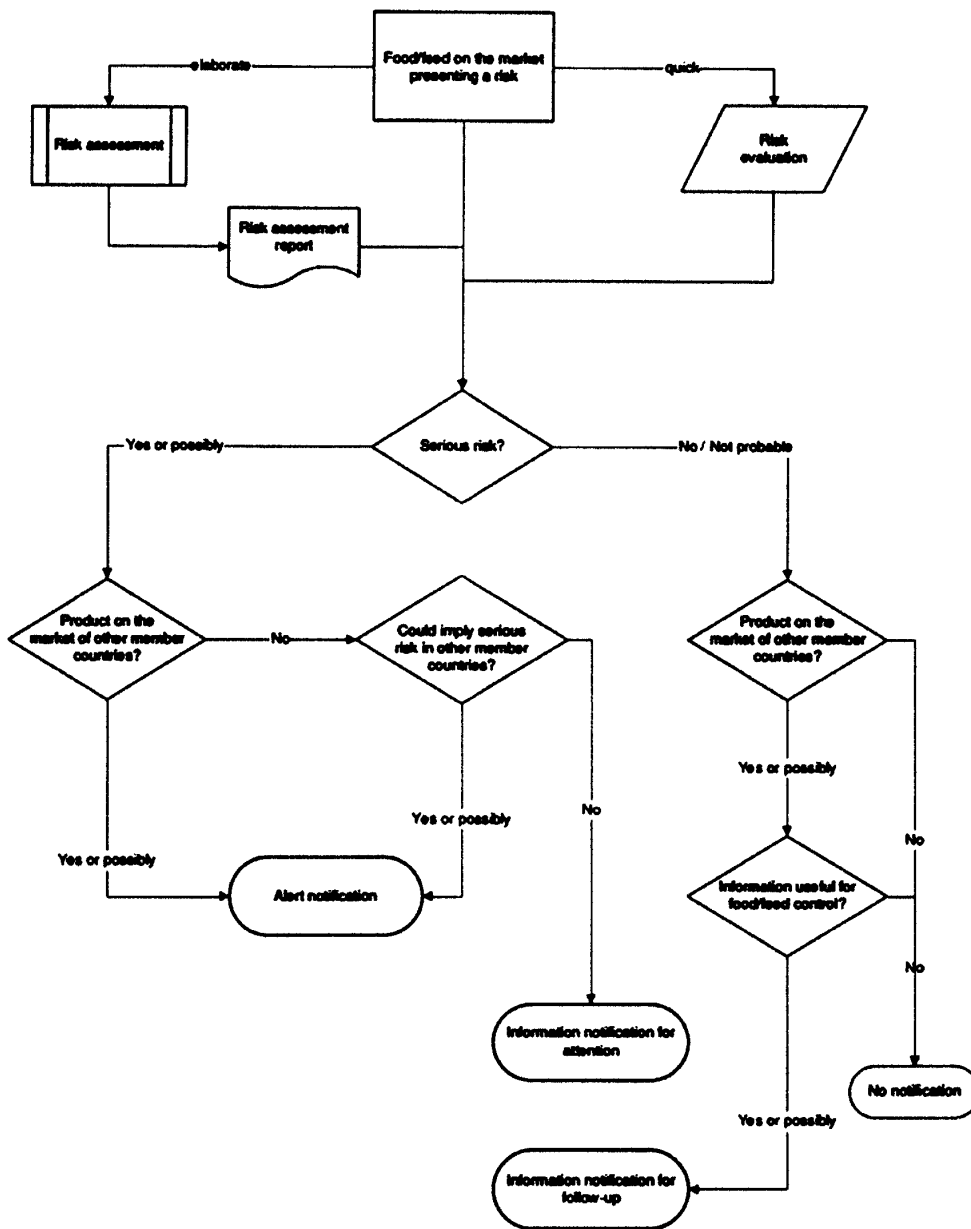 Food/feed on the market
presenting a risk
elaborate
quick
Risk assessment
Risk
evaluation
Risk assessment
report
Serious risk?
Yes or possibly
No / Not probable
Product on the
market of other member
countries?
No
Could imply serious
risk in other member
countries?
Product on the
market of other member
countries?
Yes or possibly
No
Yes or possibly
No
Yes or possibly
Alert notification
Information useful for
food/feed control?
No
Information notification for
attention
No notification
Yes or possibly
Information notification for
follow-up